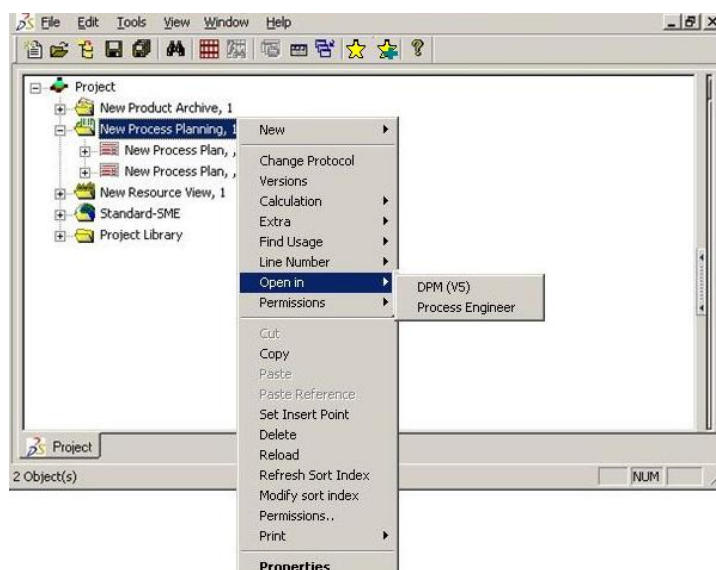 File Edit Tools View Window Help
Project
New Product Archive, 1
New Process Planning, 1
New Process Plan, ,
New Process Plan, ,
New Resource View, 1
Standard-SME
Project Library
New
Change Protocol
Versions
Calculation
Extra
Find Usage
Line Number
Open in
Permissions
DPM (V5)
Process Engineer
Cut
Copy
Paste
Paste Reference
Set Insert Point
Delete
Reload
Refresh Sort Index
Modify sort index
Permissions..
Print
Properties
Project
2 Object(s)
NUM